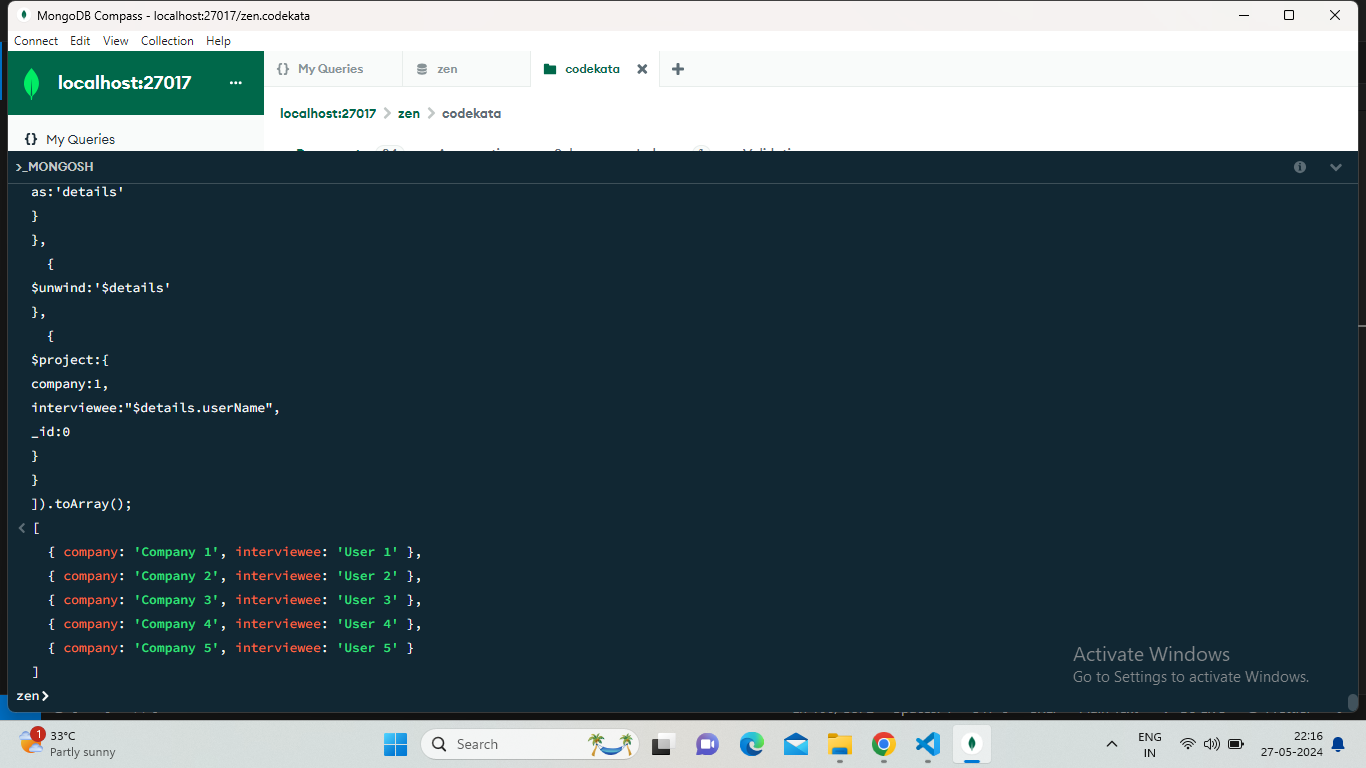 MongoDB Compass - localhost:27017/zen.codekata
Connect Edit View Collection Help
localhost:27017 ...
{} My Queries
{} My Queries zen codekata
localhost:27017 > zen > codekata
>_MONGOSH
as:'details'
}
},
{
$unwind:'$details'
},
{
$project:{
company:1,
interviewee:"$details.userName",
_id:0
}
}
]).toArray();
< [
{ company: 'Company 1', interviewee: 'User 1' },
{ company: 'Company 2', interviewee: 'User 2' },
{ company: 'Company 3', interviewee: 'User 3' },
{ company: 'Company 4', interviewee: 'User 4' },
{ company: 'Company 5', interviewee: 'User 5' }
]
zen>
Activate Windows
Go to Settings to activate Windows.
1
33°C
Partly sunny
Search
ENG
IN
22:16
27-05-2024